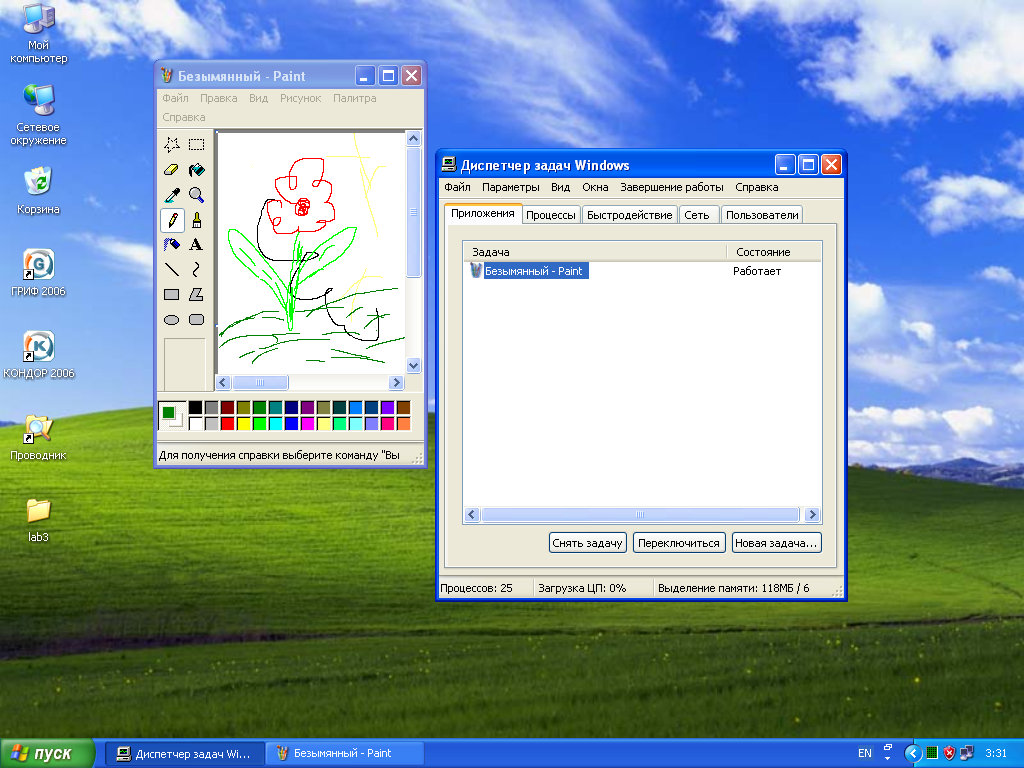 Мой
компьютер
Сетевое
окружение
Корзина
ГРИФ 2006
КОНДОР 2006
Проводник
lab3
Безымянный - Paint
Файл Правка Вид Рисунок Палитра
Справка
A
Для получения справки выберите команду "Вы
Диспетчер задач Windows
Файл Параметры Вид Окна Завершение работы Справка
Приложения Процессы Быстродействие Сеть Пользователи
Задача Состояние
Безымянный - Paint Работает
Снять задачу Переключиться Новая задача...
Процессов: 25 Загрузка ЦП: 0% Выделение памяти: 118МБ / 6
пуск Диспетчер задач Wi... Безымянный - Paint EN 3:31